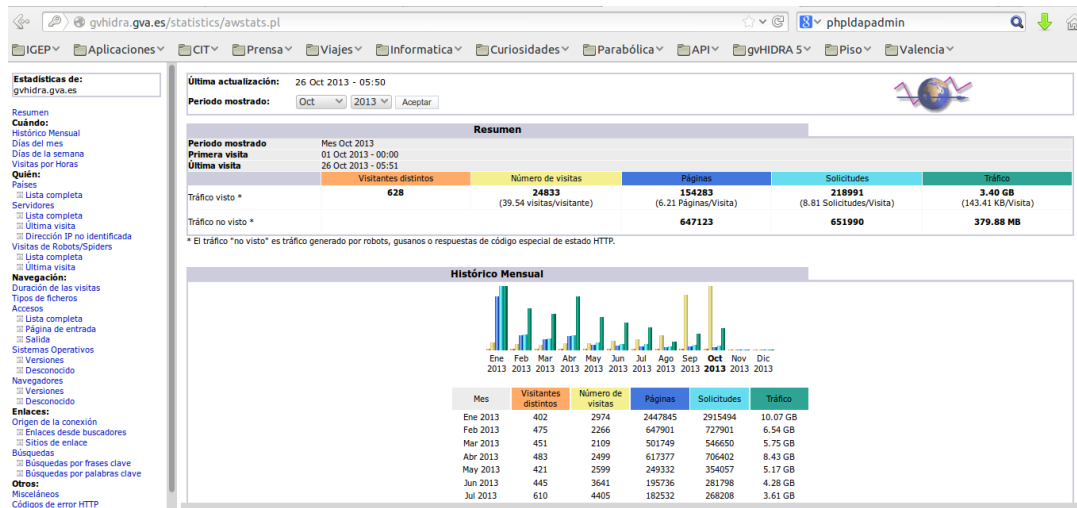 gvhidra.gva.es/statistics/awstats.pl
phpldapadmin
IGEP Aplicaciones CIT Prensa Viajes Informatica Curiosidades Parabólica API gvHIDRA 5 Piso Valencia
Estadísticas de:
gvhidra.gva.es
Resumen
Cuándo:
Histórico Mensual
Días del mes
Días de la semana
Visitas por Horas
Quién:
Países
Lista completa
Servidores
Lista completa
Última visita
Dirección IP no identificada
Visitas de Robots/Spiders
Lista completa
Última visita
Navegación:
Duración de las visitas
Tipos de ficheros
Accesos
Lista completa
Página de entrada
Salida
Sistemas Operativos
Versiones
Desconocido
Navegadores
Versiones
Desconocido
Enlaces:
Origen de la conexión
Enlaces desde buscadores
Sitios de enlace
Búsquedas
Búsquedas por frases clave
Búsquedas por palabras clave
Otros:
Misceláneos
Códigos de error HTTP
Última actualización: 26 Oct 2013 - 05:50
Periodo mostrado: Oct 2013 Aceptar
Resumen
Periodo mostrado Mes Oct 2013
Primera visita 01 Oct 2013 - 00:00
Última visita 26 Oct 2013 - 05:51
Visitantes distintos Número de visitas Páginas Solicitudes Tráfico
Tráfico visto * 628 24833 154283 218991 3.40 GB
(39.54 visitas/visitante) (6.21 Páginas/Visita) (8.81 Solicitudes/Visita) (143.41 KB/Visita)
Tráfico no visto * 647123 651990 379.88 MB
* El tráfico "no visto" es tráfico generado por robots, gusanos o respuestas de código especial de estado HTTP.
Histórico Mensual
Ene Feb Mar Abr May Jun Jul Ago Sep Oct Nov Dic
2013 2013 2013 2013 2013 2013 2013 2013 2013 2013 2013 2013
Mes Visitantes distintos Número de visitas Páginas Solicitudes Tráfico
Ene 2013 402 2974 2447845 2915494 10.07 GB
Feb 2013 475 2266 647901 727901 6.54 GB
Mar 2013 451 2109 501749 546650 5.75 GB
Abr 2013 483 2499 617377 706402 8.43 GB
May 2013 421 2599 249332 354057 5.17 GB
Jun 2013 445 3641 195736 281798 4.28 GB
Jul 2013 610 4405 182532 268208 3.61 GB